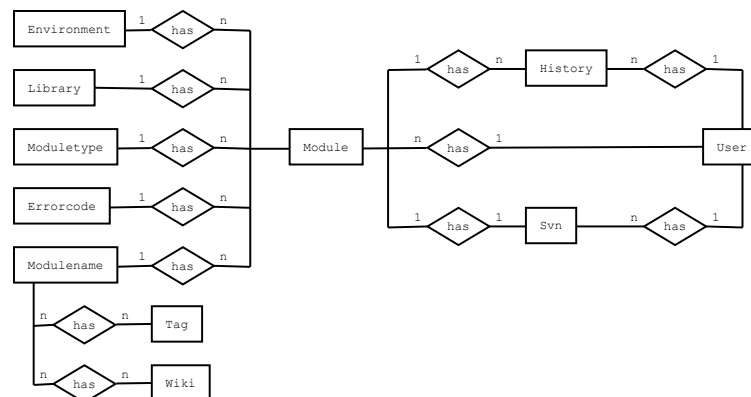 Environment 1 has n
Library 1 has n
Moduletype 1 has n
Errorcode 1 has n
Modulename 1 has n
n has n Tag
n has n Wiki
Module
1 has n History n has 1
n has 1 User
1 has 1 Svn n has 1